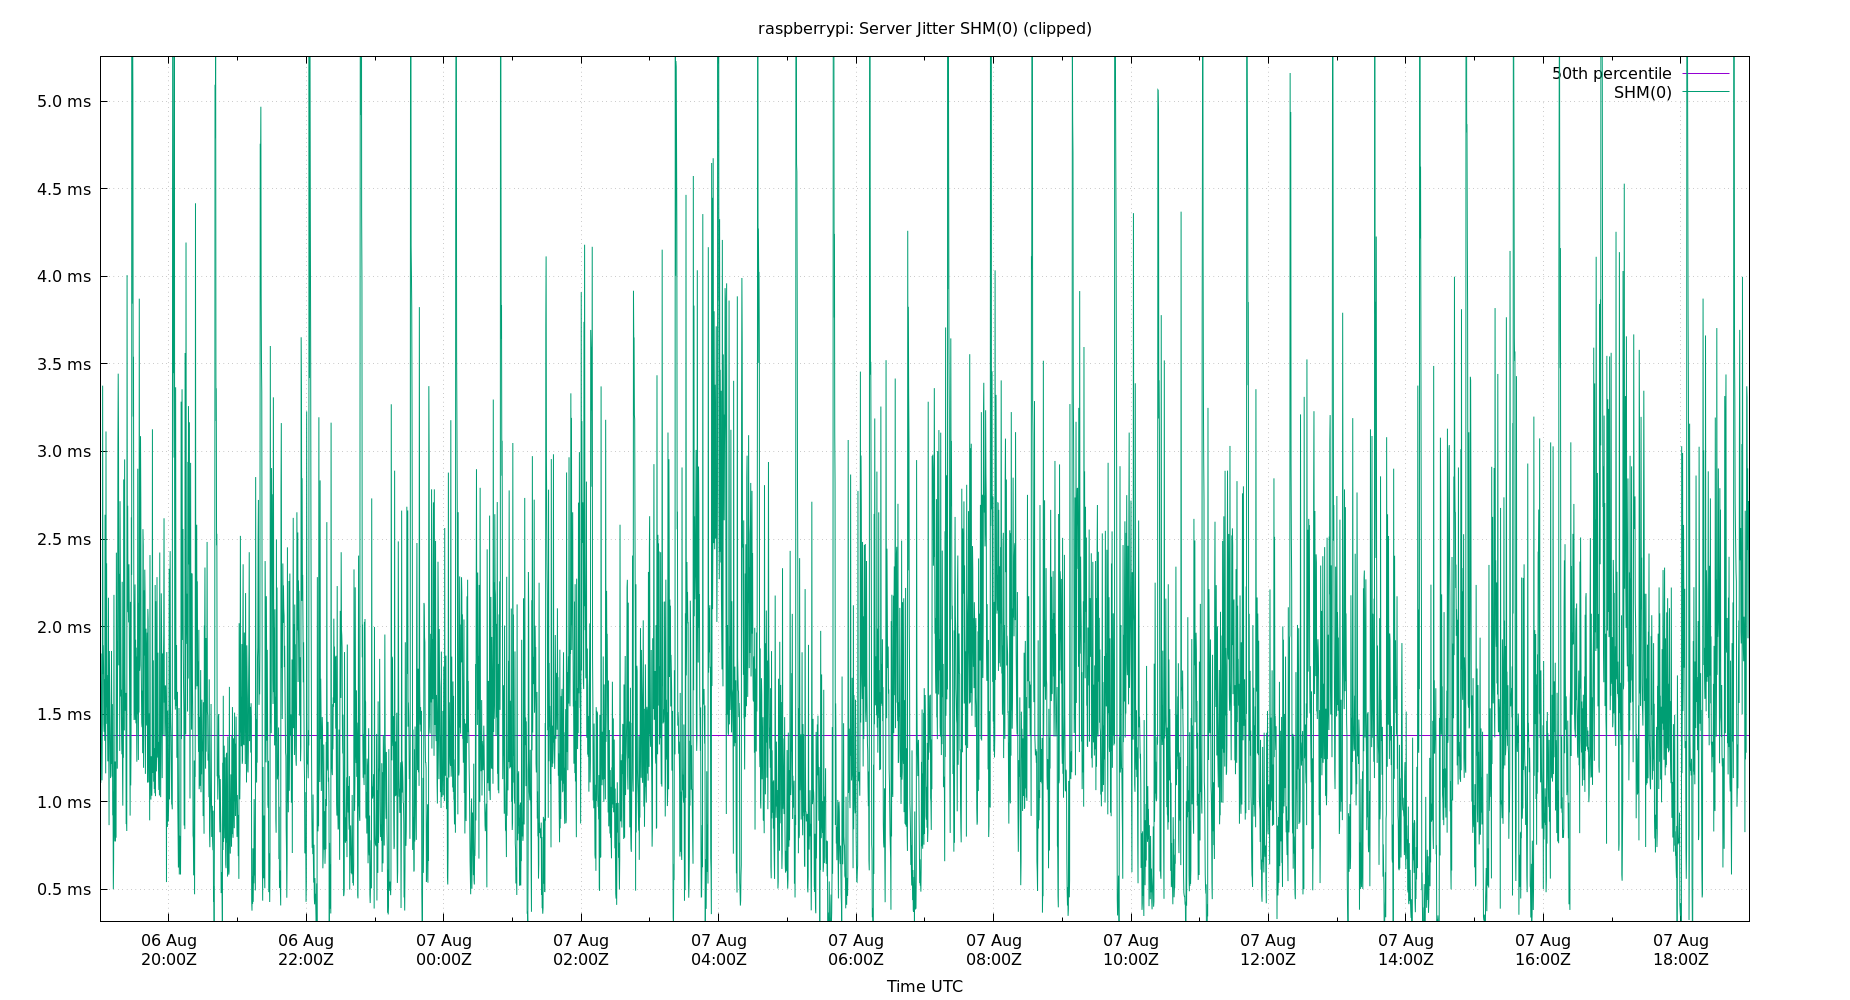 raspberrypi: Server Jitter SHM(0) (clipped)
50th percentile
SHM(0)
5.0 ms
4.5 ms
4.0 ms
3.5 ms
3.0 ms
2.5 ms
2.0 ms
1.5 ms
1.0 ms
0.5 ms
06 Aug 06 Aug 07 Aug 07 Aug 07 Aug 07 Aug 07 Aug 07 Aug 07 Aug 07 Aug 07 Aug 07 Aug
20:00Z 22:00Z 00:00Z 02:00Z 04:00Z 06:00Z 08:00Z 10:00Z 12:00Z 14:00Z 16:00Z 18:00Z
Time UTC